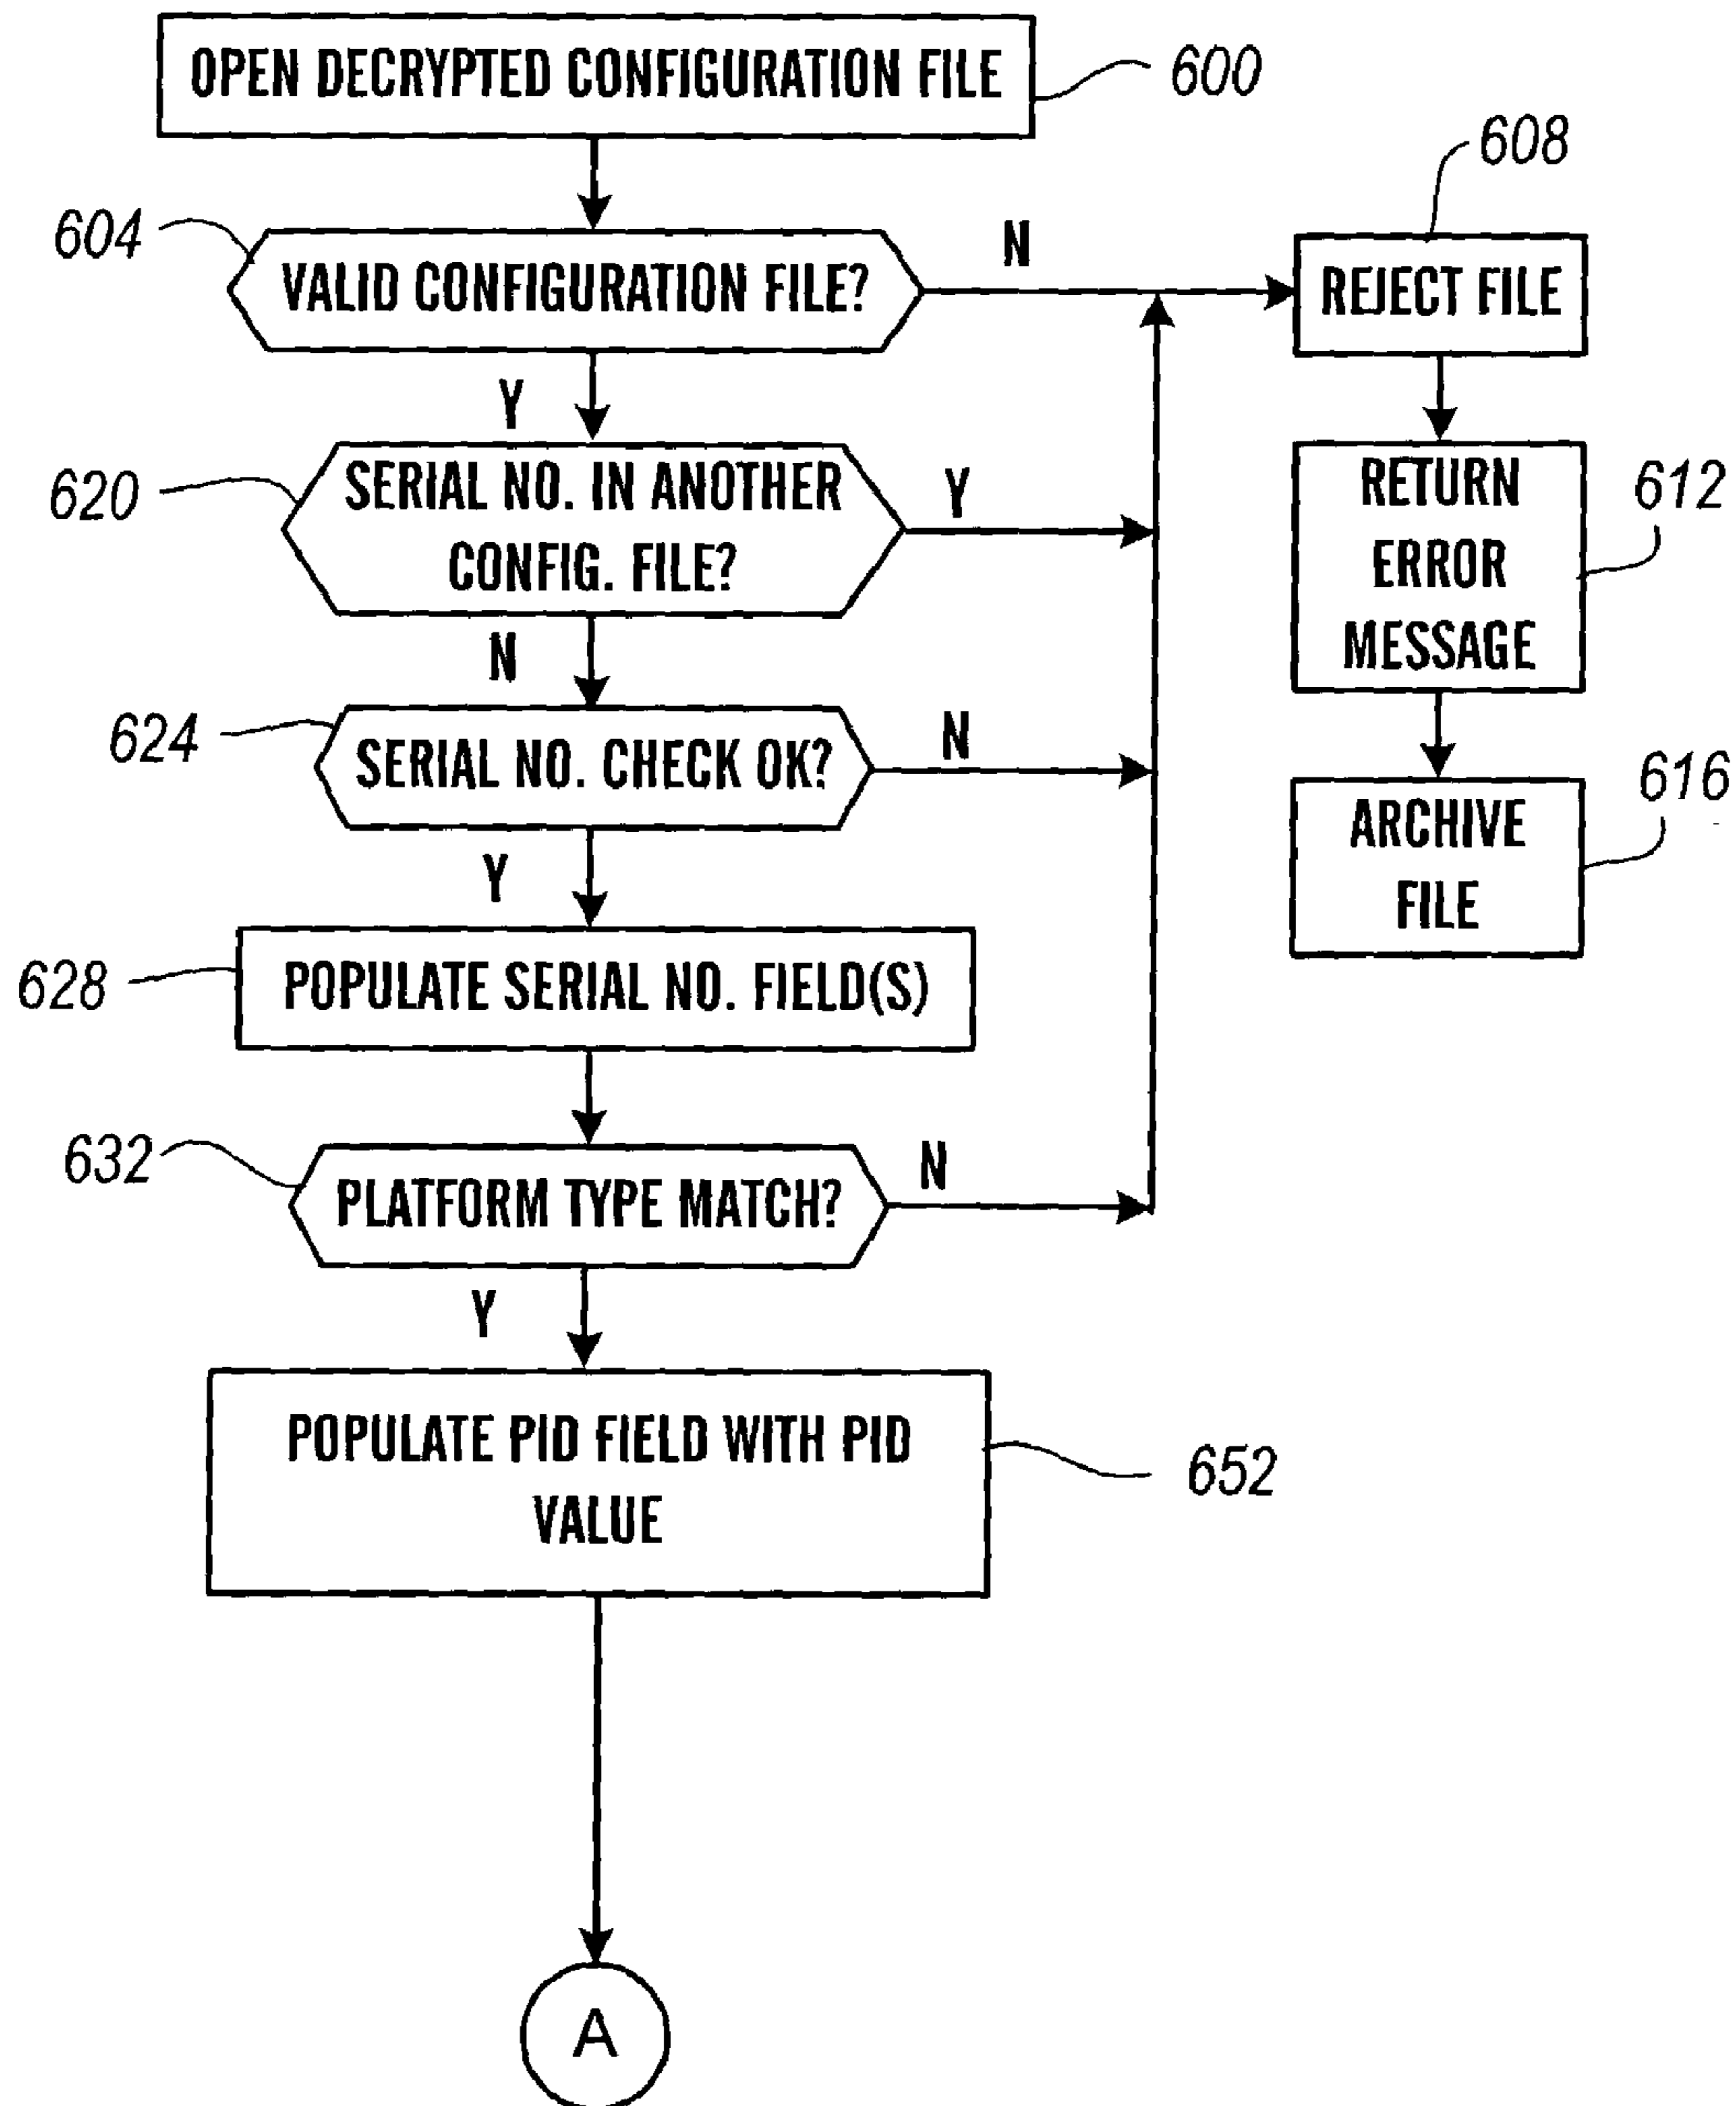 OPEN DECRYPTED CONFIGURATION FILE
600
608
604
VALID CONFIGURATION FILE?
N
REJECT FILE
Y
620
SERIAL NO. IN ANOTHER
CONFIG. FILE?
Y
RETURN
ERROR
MESSAGE
612
N
624
SERIAL NO. CHECK OK?
N
616
ARCHIVE
FILE
Y
628
POPULATE SERIAL NO. FIELD(S)
632
PLATFORM TYPE MATCH?
N
Y
POPULATE PID FIELD WITH PID
VALUE
652
A